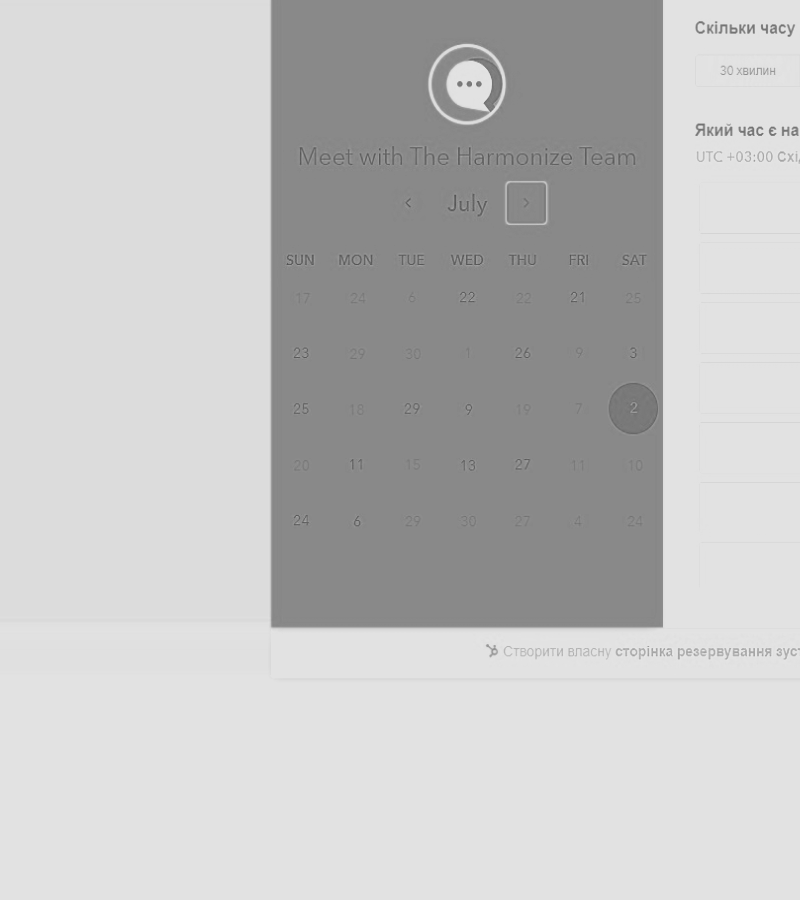 Скільки часу
30 хвилин
Meet with The Harmonize Team
Який час є на
UTC +03:00 Схі,
July
SUN MON TUE WED THU FRI SAT
17 24 6 22 22 21 25
23 29 30 1 26 9 3
25 18 29 9 19 7 2
20 11 15 13 27 11 10
24 6 29 30 27 4 24
Створити власну сторінка резервування зуст